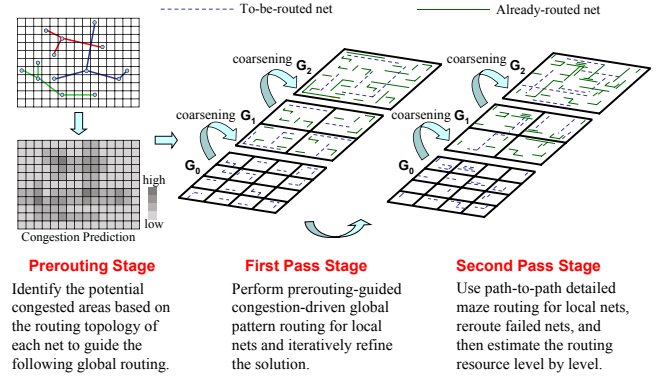 To-be-routed net
Already-routed net
G2
coarsening
G1
coarsening
G0
G2
coarsening
G1
coarsening
G0
high
low
Congestion Prediction
Prerouting Stage
Identify the potential
congested areas based on
the routing topology of
each net to guide the
following global routing.
First Pass Stage
Perform prerouting-guided
congestion-driven global
pattern routing for local
nets and iteratively refine
the solution.
Second Pass Stage
Use path-to-path detailed
maze routing for local nets,
reroute failed nets, and
then estimate the routing
resource level by level.